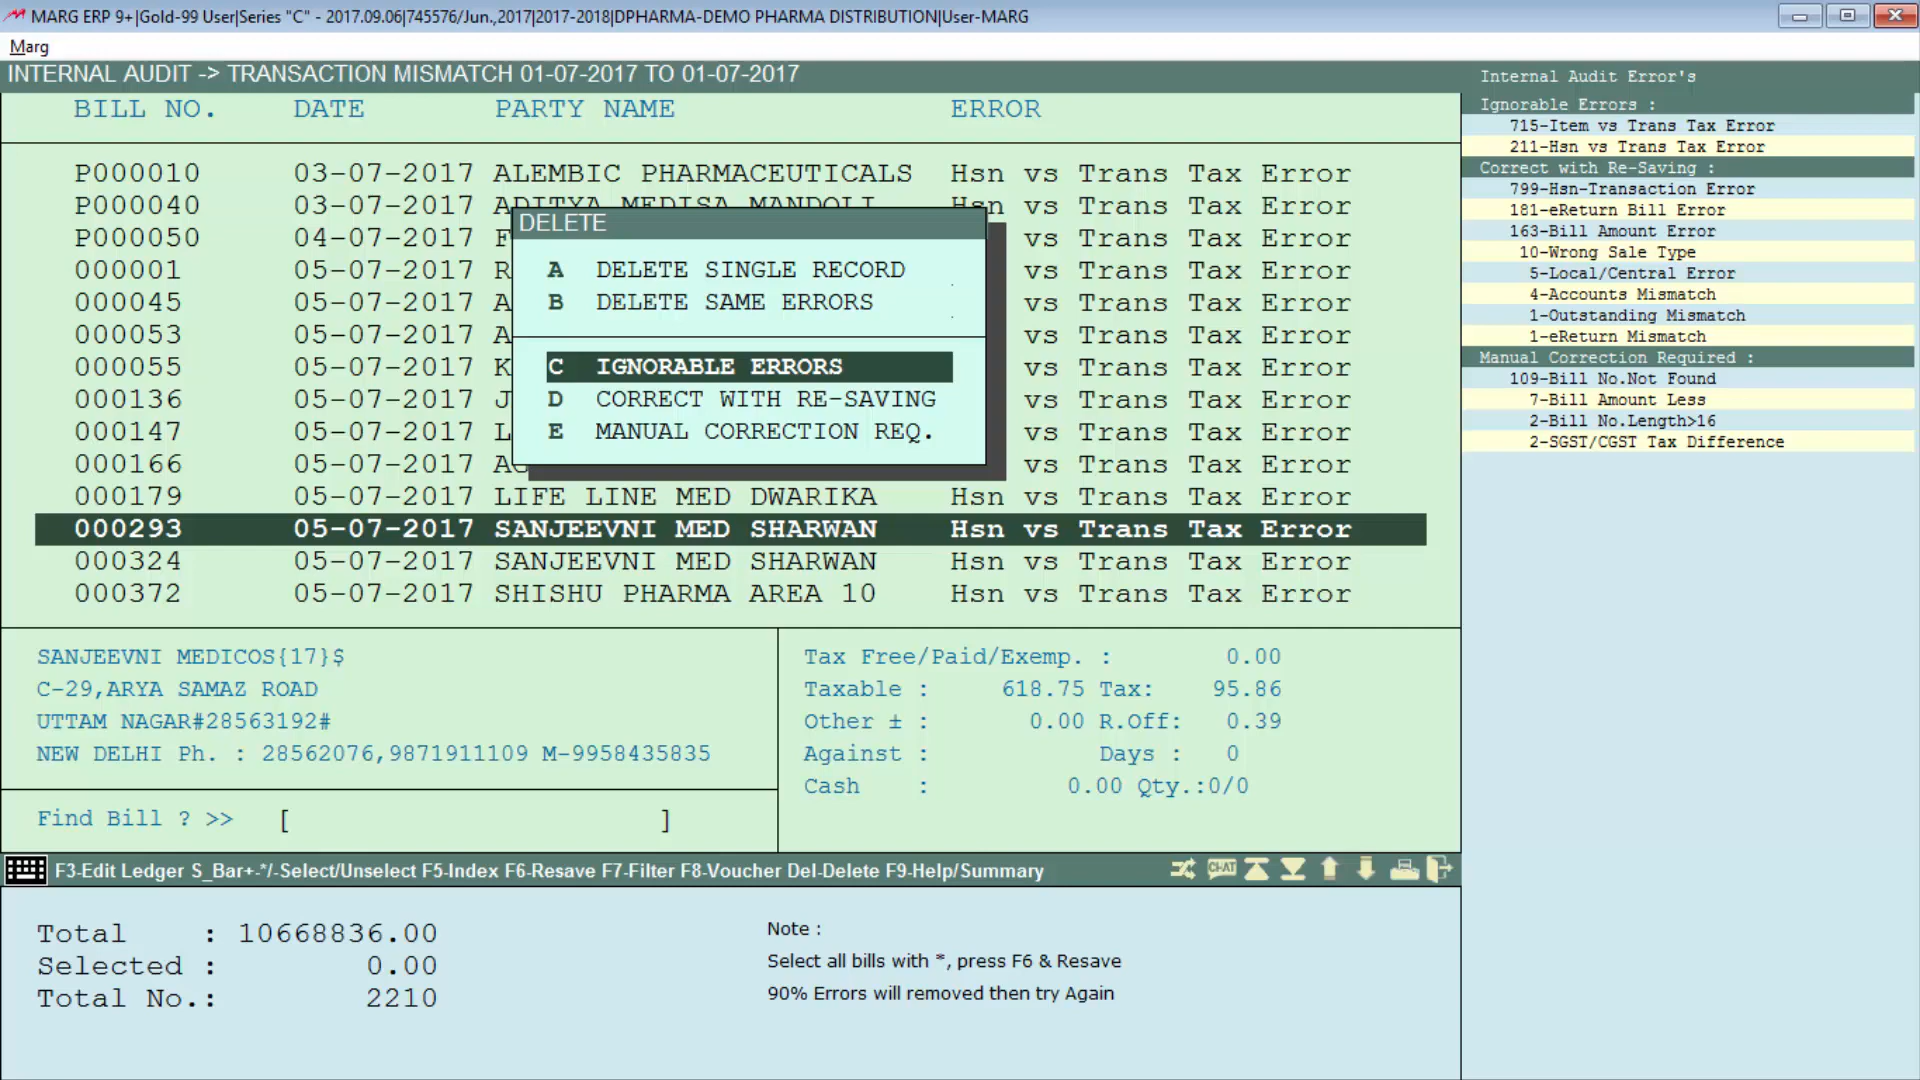 MARG ERP 9+|Gold-99 User|Series "C" - 2017.09.06|745576/Jun.,2017|2017-2018|DPHARMA-DEMO PHARMA DISTRIBUTION|User-MARG
Marg
INTERNAL AUDIT -> TRANSACTION MISMATCH 01-07-2017 TO 01-07-2017
BILL NO. DATE PARTY NAME ERROR
P000010 03-07-2017 ALEMBIC PHARMACEUTICALS Hsn vs Trans Tax Error
P000040 03-07-2017 ADITYA MEDISA MANDOLI Hsn vs Trans Tax Error
P000050 04-07-2017 F vs Trans Tax Error
000001 05-07-2017 R vs Trans Tax Error
000045 05-07-2017 A vs Trans Tax Error
000053 05-07-2017 A vs Trans Tax Error
000055 05-07-2017 K vs Trans Tax Error
000136 05-07-2017 J vs Trans Tax Error
000147 05-07-2017 L vs Trans Tax Error
000166 05-07-2017 vs Trans Tax Error
000179 05-07-2017 LIFE LINE MED DWARIKA Hsn vs Trans Tax Error
000293 05-07-2017 SANJEEVNI MED SHARWAN Hsn vs Trans Tax Error
000324 05-07-2017 SANJEEVNI MED SHARWAN Hsn vs Trans Tax Error
000372 05-07-2017 SHISHU PHARMA AREA 10 Hsn vs Trans Tax Error
DELETE
A DELETE SINGLE RECORD
B DELETE SAME ERRORS
C IGNORABLE ERRORS
D CORRECT WITH RE-SAVING
E MANUAL CORRECTION REQ.
SANJEEVNI MEDICOS{17}$
C-29,ARYA SAMAZ ROAD
UTTAM NAGAR#28563192#
NEW DELHI Ph. : 28562076,9871911109 M-9958435835
Find Bill ? >> [ ]
Tax Free/Paid/Exemp. : 0.00
Taxable : 618.75 Tax: 95.86
Other ± : 0.00 R.Off: 0.39
Against : Days : 0
Cash : 0.00 Qty.:0/0
F3-Edit Ledger S_Bar+-*/-Select/Unselect F5-Index F6-Resave F7-Filter F8-Voucher Del-Delete F9-Help/Summary
CHAT
Total : 10668836.00
Selected : 0.00
Total No.: 2210
Note :
Select all bills with *, press F6 & Resave
90% Errors will removed then try Again
Internal Audit Error's
Ignorable Errors :
715-Item vs Trans Tax Error
211-Hsn vs Trans Tax Error
Correct with Re-Saving :
799-Hsn-Transaction Error
181-eReturn Bill Error
163-Bill Amount Error
10-Wrong Sale Type
5-Local/Central Error
4-Accounts Mismatch
1-Outstanding Mismatch
1-eReturn Mismatch
Manual Correction Required :
109-Bill No.Not Found
7-Bill Amount Less
2-Bill No.Length>16
2-SGST/CGST Tax Difference